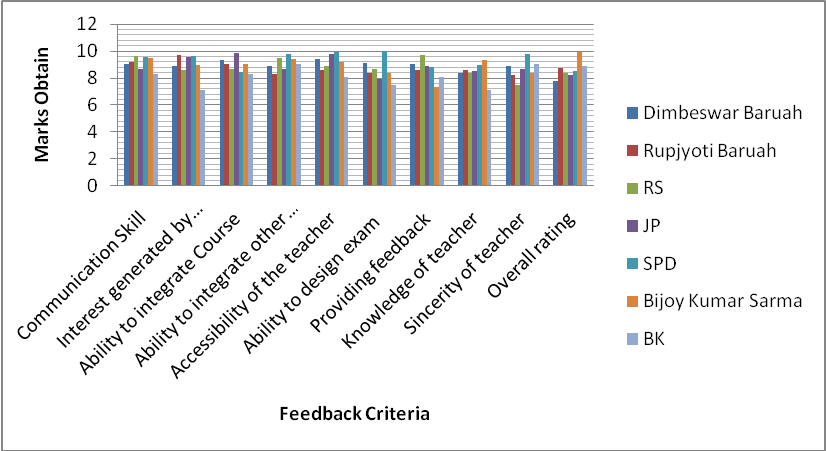 12
10
8
6
4
2
0
Marks Obtain
Communication Skill
Interest generated by...
Ability to integrate Course
Ability to integrate other ...
Accessibility of the teacher
Ability to design exam
Providing feedback
Knowledge of teacher
Sincerity of teacher
Overall rating
Feedback Criteria
Dimbeswar Baruah
Rupjyoti Baruah
RS
JP
SPD
Bijoy Kumar Sarma
BK